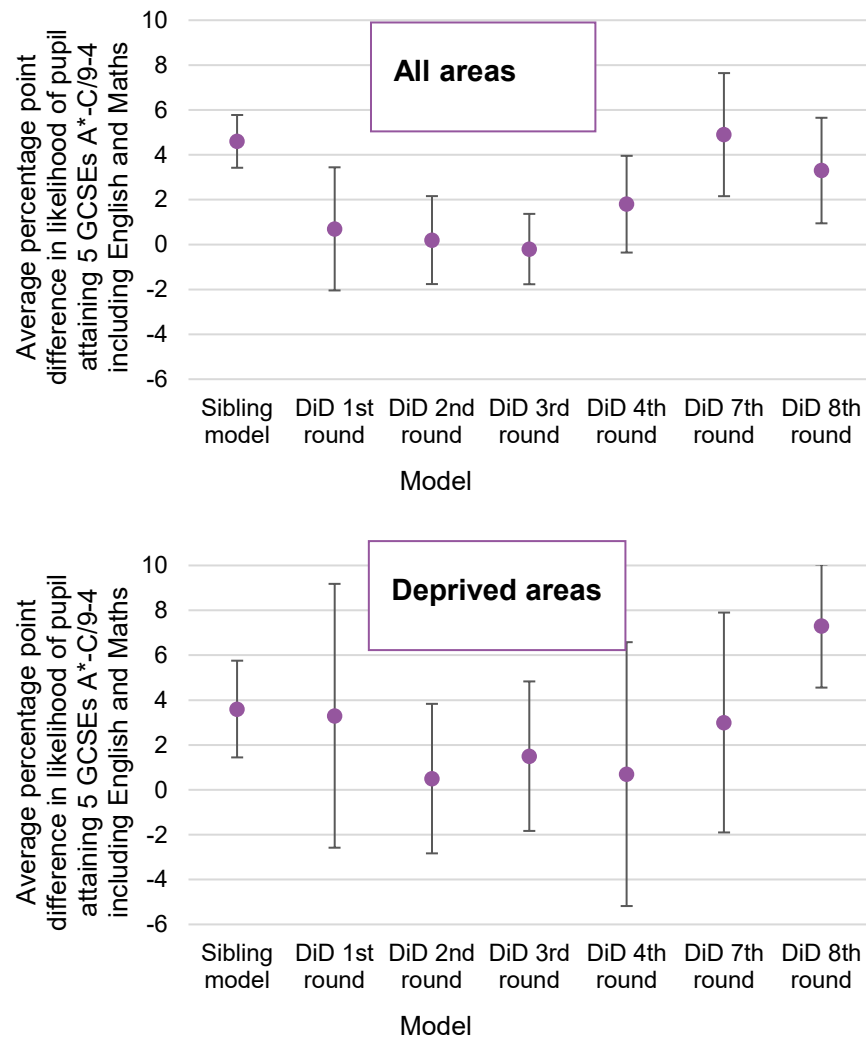 Average percentage point
difference in likelihood of pupil
attaining 5 GCSEs A*-C/9-4
including English and Maths
10
8
6
4
2
0
-2
-4
-6
All areas
Sibling model
DiD 1st round
DiD 2nd round
DiD 3rd round
DiD 4th round
DiD 7th round
DiD 8th round
Model
Average percentage point
difference in likelihood of pupil
attaining 5 GCSEs A*-C/9-4
including English and Maths
10
8
6
4
2
0
-2
-4
-6
Deprived areas
Sibling model
DiD 1st round
DiD 2nd round
DiD 3rd round
DiD 4th round
DiD 7th round
DiD 8th round
Model